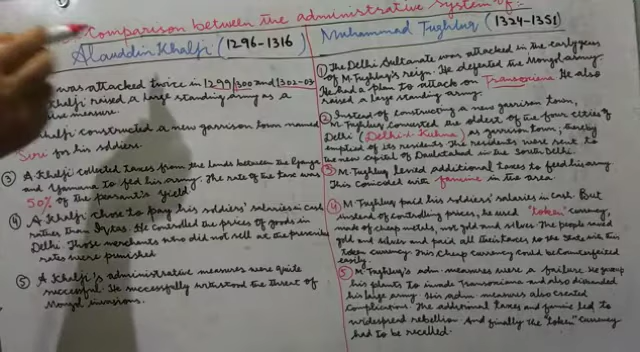 Comparison between the administrative system of:
Alauddin Khalji (1296-1316)
was attacked twice in 1299/1300 and 1302-03
Khalji raised a large standing army as a
measure.
Khalji constructed a new garrison town named
Siri for his soldiers.
③ A Khalji collected taxes from the lands between the Ganga
and Yamuna to fed his army. The rate of the tax was
50% of the peasant's yield
④ A Khalji chose to pay his soldiers' salaries in cash
rather than Iqtas. He controlled the prices of goods in
Delhi. Those merchants who did not sell at the prescribed
rates were punished
⑤ A Khalji's administrative measures were quite
successful. He successfully withstood the threat of
Mongol invasions.
Muhammad Tughluq (1324-1351)
① The Delhi Sultanate was attacked in the early years
of M. Tughluq's reign. He defeated the Mongol army.
He had a plan to attack on Transoxiana. He also
raised a large standing army.
② Instead of constructing a new garrison town,
M. Tughluq converted the oldest of the four cities of
Delhi (Dehli-i Kuhna) as garrison town, thereby
emptied of its residents. The residents were sent to
the new capital of Daulatabad in the South Delhi.
③ M Tughluq levied additional taxes to feed his army.
This coincided with famine in the area.
④ M Tughluq paid his soldiers' salaries in cash. But
instead of controlling prices, he used "token" currency,
made of cheap metals, not gold and silver. The people saved
gold and silver and paid all their taxes to the state with this
token currency. This cheap currency could be counterfeited
easily.
⑤ M Tughluq's adm. measures were a failure. He
his plans to invade Transoxiana and also disbanded
his large army. His adm measures also created
complications. The additional taxes and famine led to
widespread rebellion. And finally the "token" currency
had to be recalled.